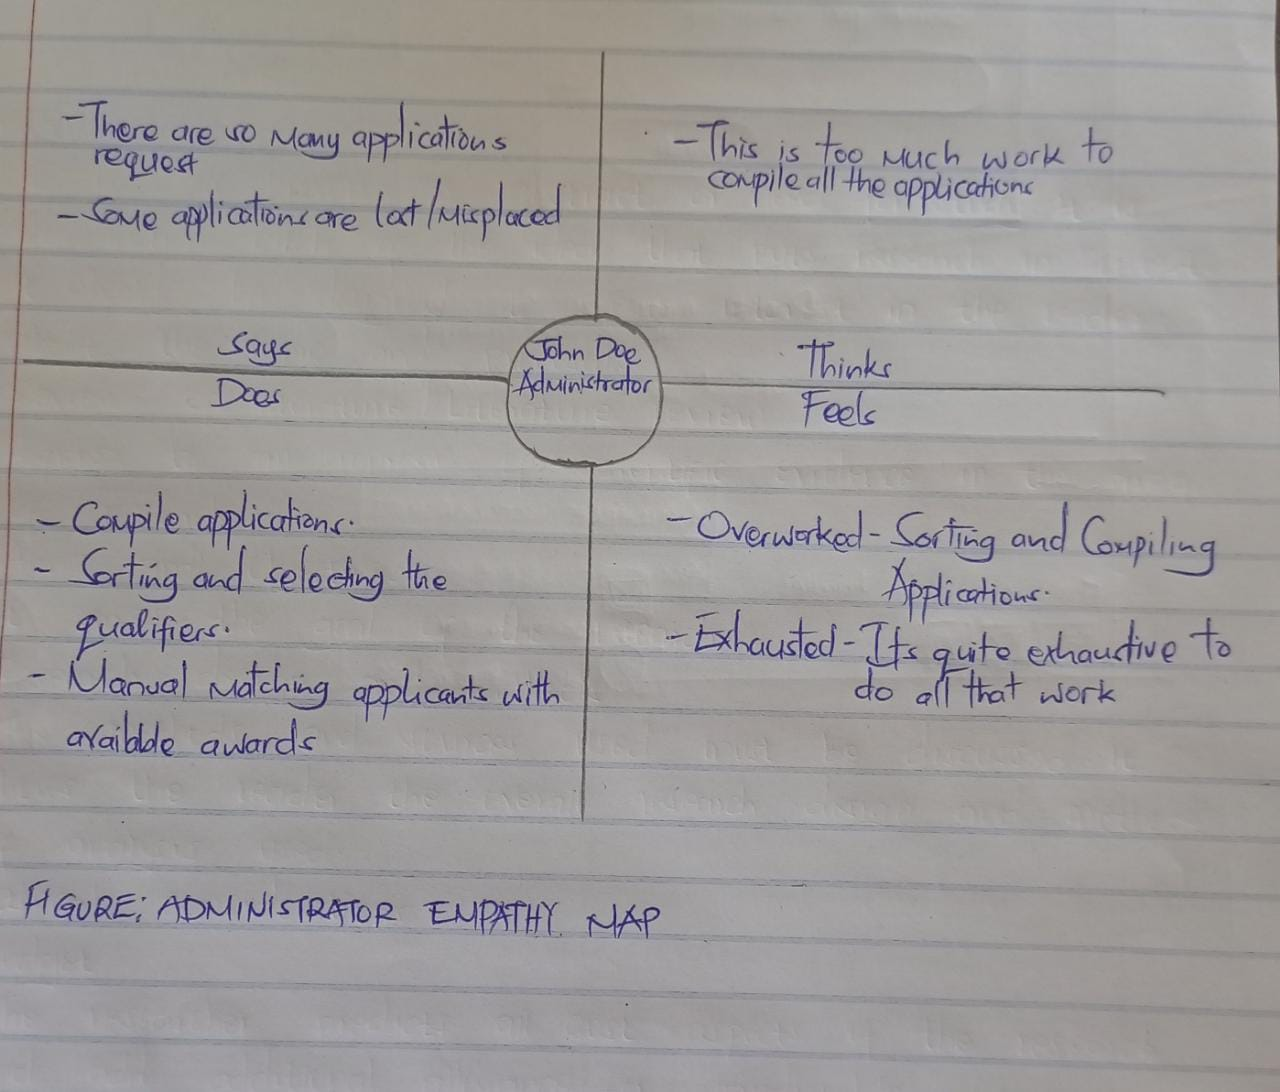 - There are so many applications
request
- Some applications are lost/misplaced
Says
- This is too much work to
compile all the applications
Thinks
John Doe
Administrator
Does
- Compile applications.
- Sorting and selecting the
qualifiers.
- Manual matching applicants with
available awards
Feels
- Overworked - Sorting and Compiling
Applications.
- Exhausted - Its quite exhaustive to
do all that work
FIGURE: ADMINISTRATOR EMPATHY MAP